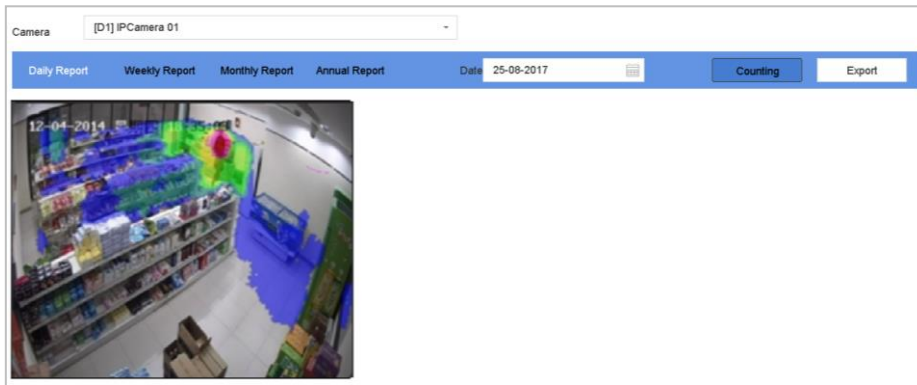 Camera [D1] IPCamera 01
Daily Report Weekly Report Monthly Report Annual Report Date 25-08-2017 Counting Export
12-04-2014